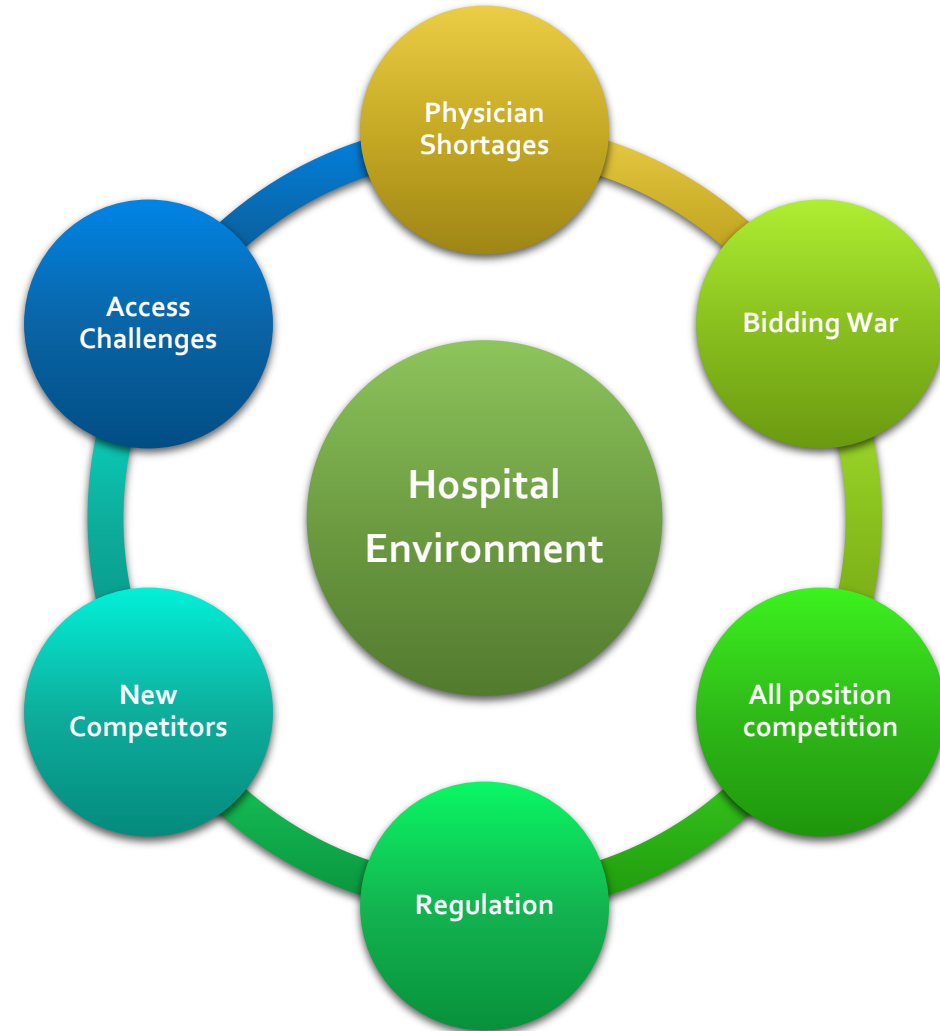 Physician
Shortages
Bidding War
All position
competition
Regulation
New
Competitors
Access
Challenges
Hospital
Environment